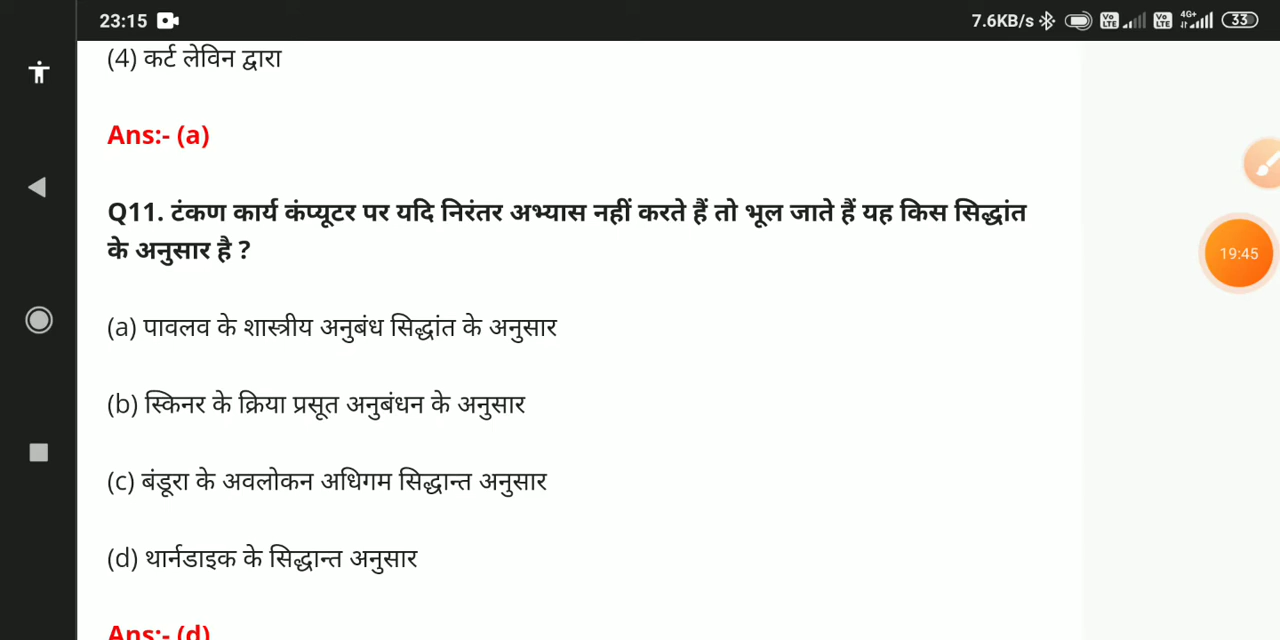 23:15
7.6KB/s 4G+ 33
(4) कर्ट लेविन द्वारा
Ans:- (a)
Q11. टंकण कार्य कंप्यूटर पर यदि निरंतर अभ्यास नहीं करते हैं तो भूल जाते हैं यह किस सिद्धांत
के अनुसार है ?
19:45
(a) पावलव के शास्त्रीय अनुबंध सिद्धांत के अनुसार
(b) स्किनर के क्रिया प्रसूत अनुबंधन के अनुसार
(c) बंडूरा के अवलोकन अधिगम सिद्धान्त अनुसार
(d) थार्नडाइक के सिद्धान्त अनुसार
Ans:- (d)